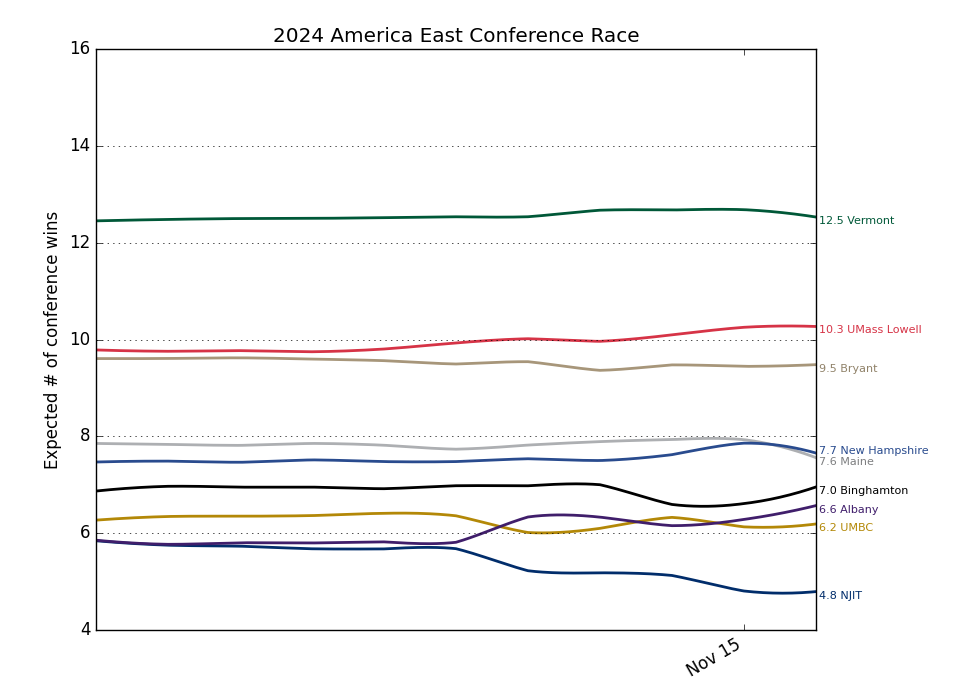 2024 America East Conference Race
16
14
12
10
8
6
4
Expected # of conference wins
12.5 Vermont
10.3 UMass Lowell
9.5 Bryant
7.7 New Hampshire
7.6 Maine
7.0 Binghamton
6.6 Albany
6.2 UMBC
4.8 NJIT
Nov 15